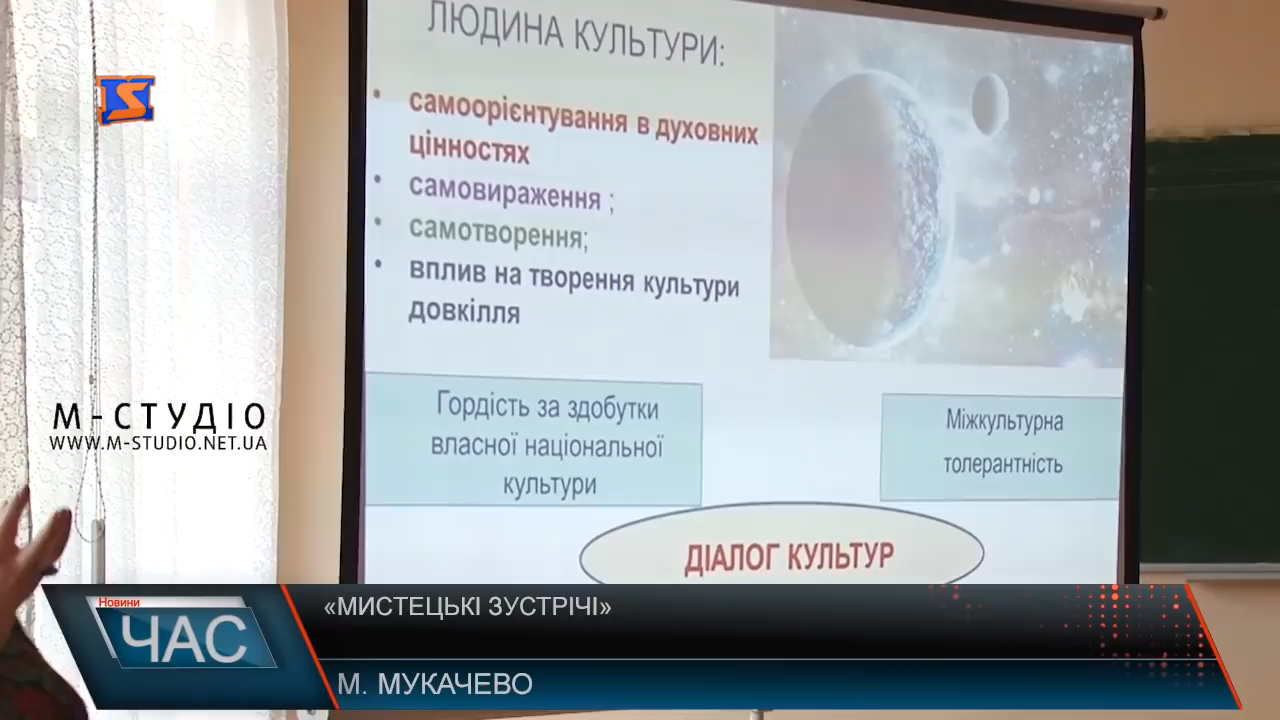 ЛЮДИНА КУЛЬТУРИ:
• самоорієнтування в духовних
цінностях
• самовираження ;
• самотворення;
• вплив на творення культури
довкілля
М-СТУДІО
WWW.M-STUDIO.NET.UA
Гордість за здобутки
власної національної
культури
Міжкультурна
толерантність
ДІАЛОГ КУЛЬТУР
Новини
ЧАС
«МИСТЕЦЬКІ ЗУСТРІЧІ»
М. МУКАЧЕВО